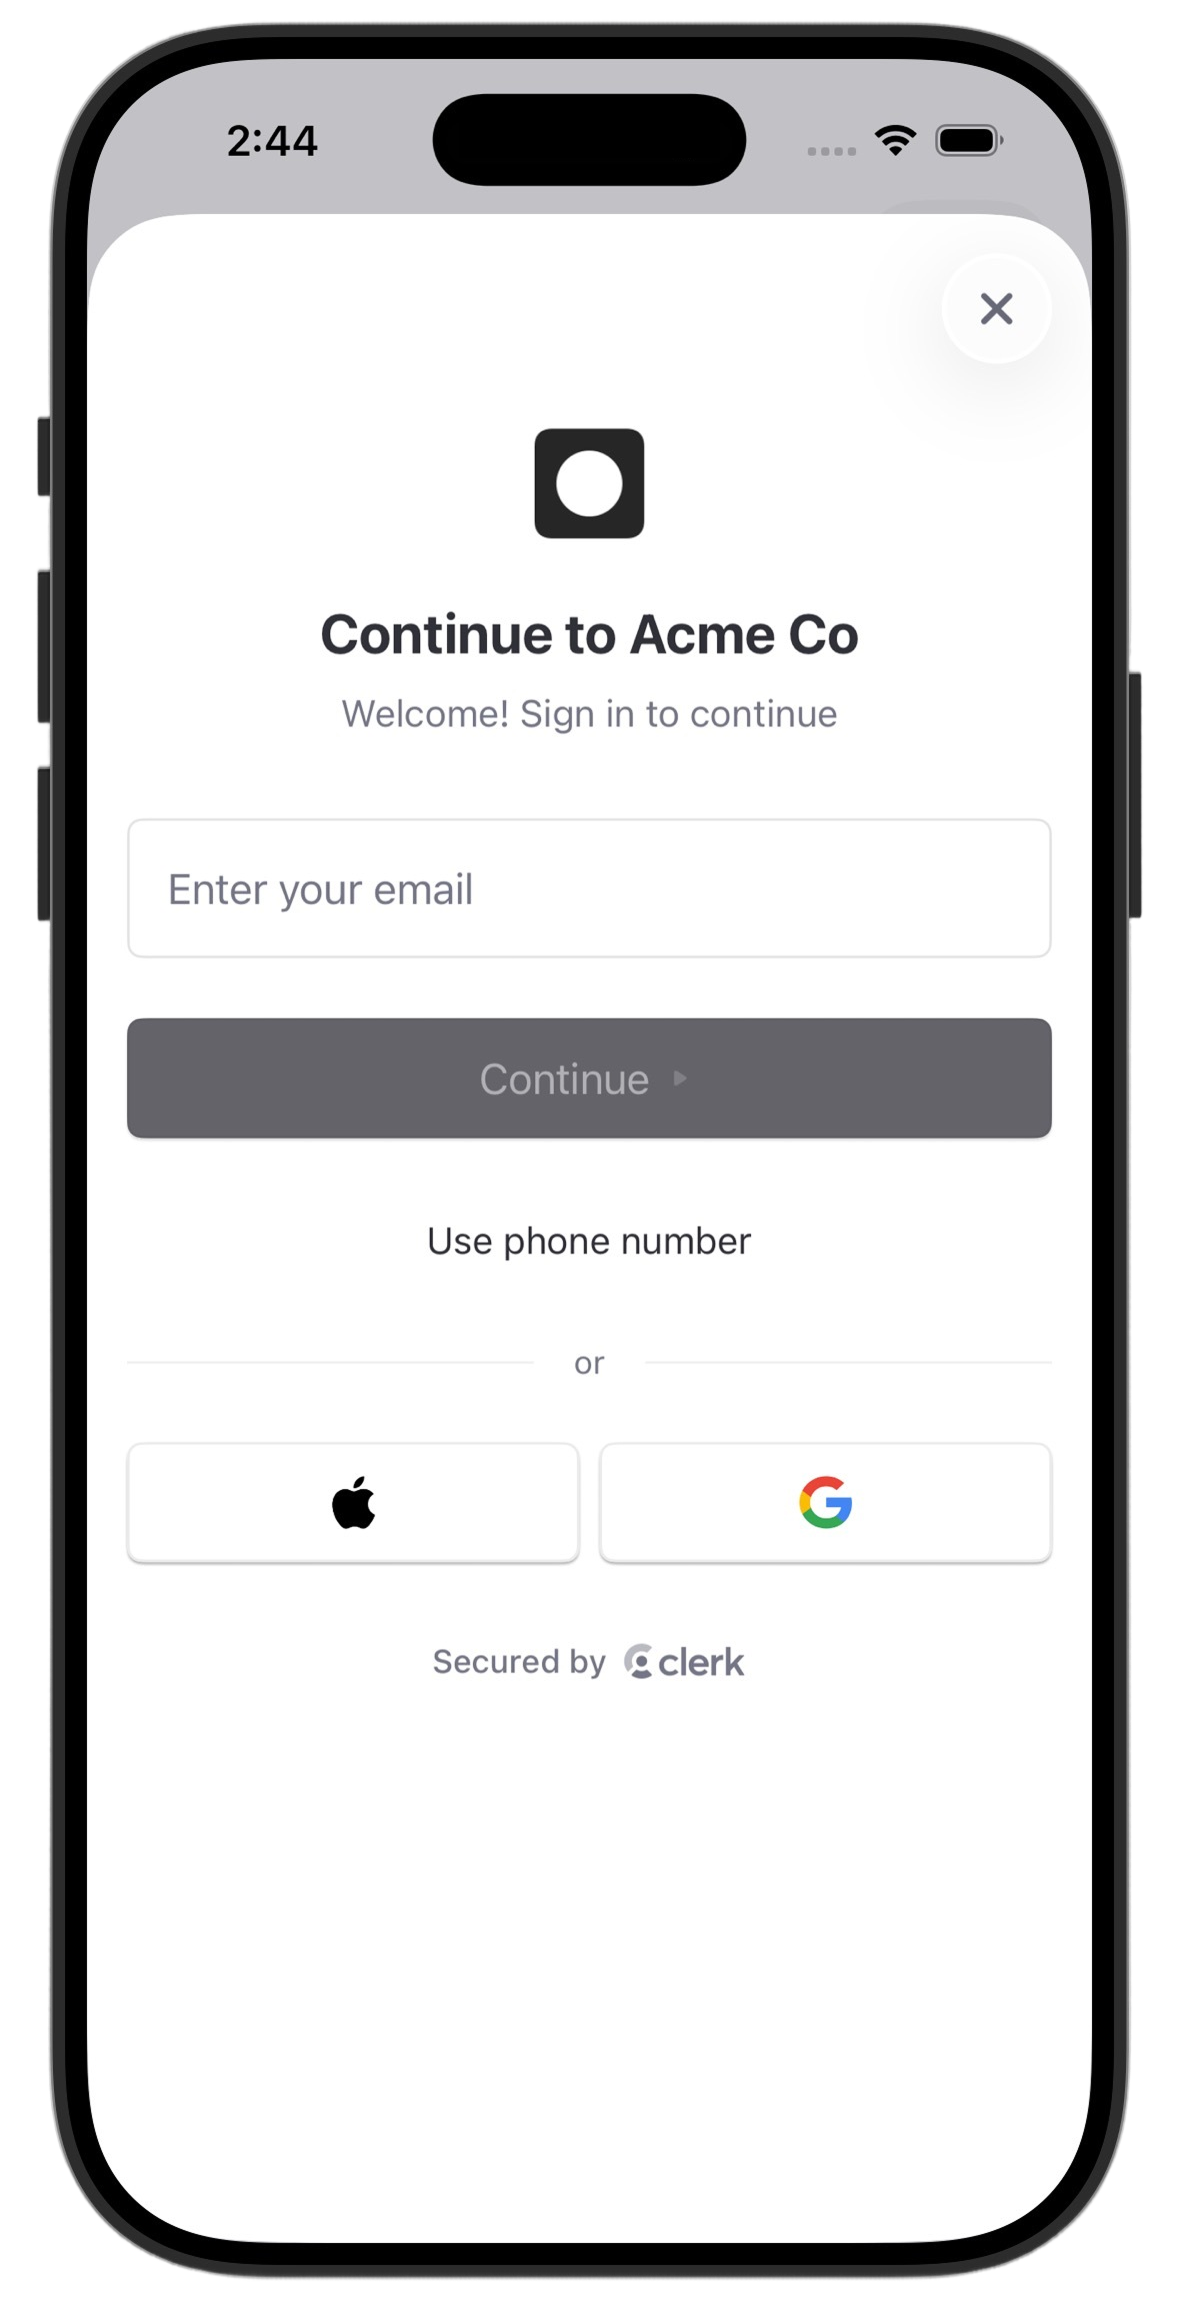 2:44
Continue to Acme Co
Welcome! Sign in to continue
Enter your email
Continue
Use phone number
or
Secured by clerk